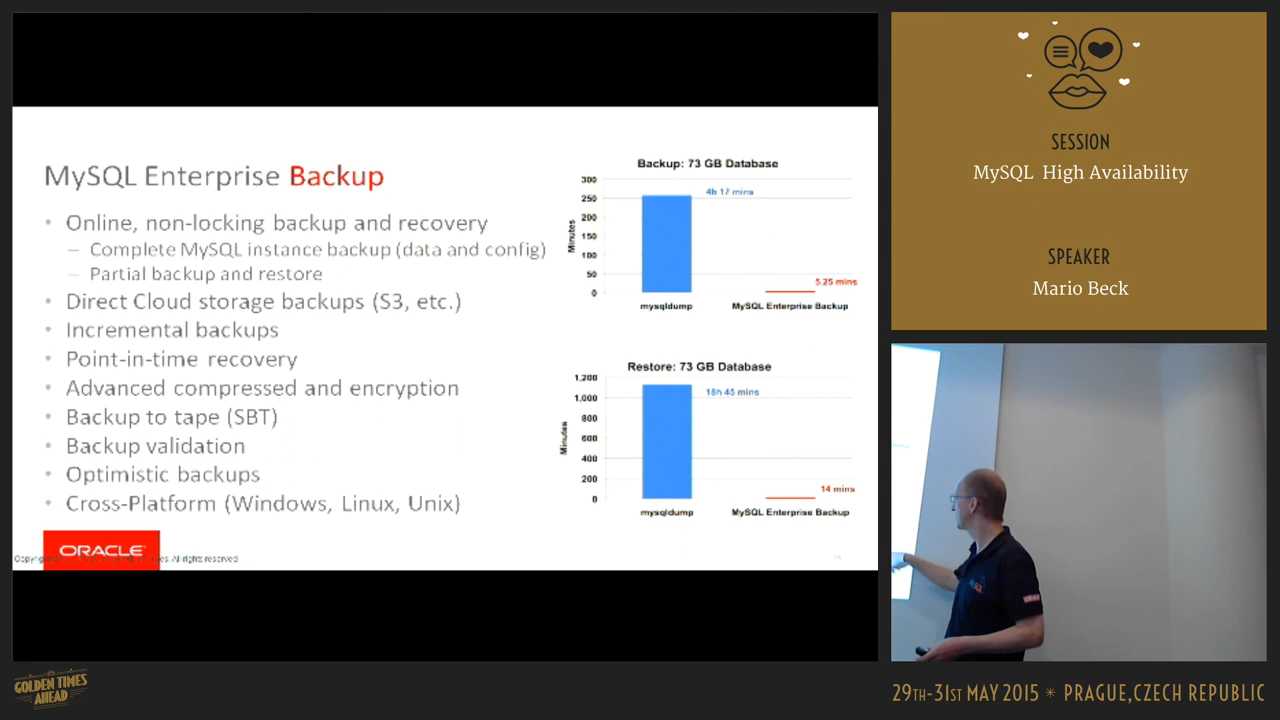 MySQL Enterprise Backup
• Online, non-locking backup and recovery
– Complete MySQL instance backup (data and config)
– Partial backup and restore
• Direct Cloud storage backups (S3, etc.)
• Incremental backups
• Point-in-time recovery
• Advanced compressed and encryption
• Backup to tape (SBT)
• Backup validation
• Optimistic backups
• Cross-Platform (Windows, Linux, Unix)
ORACLE
All rights reserved
Backup: 73 GB Database
Minutes
300
250
200
150
100
50
0
4h 17 mins
5.25 mins
mysqldump
MySQL Enterprise Backup
Restore: 73 GB Database
Minutes
1,200
1,000
800
600
400
200
0
18h 45 mins
14 mins
mysqldump
MySQL Enterprise Backup
SESSION
MySQL High Availability
SPEAKER
Mario Beck
GOLDEN TIMES
AHEAD
29TH-31ST MAY 2015 * PRAGUE,CZECH REPUBLIC